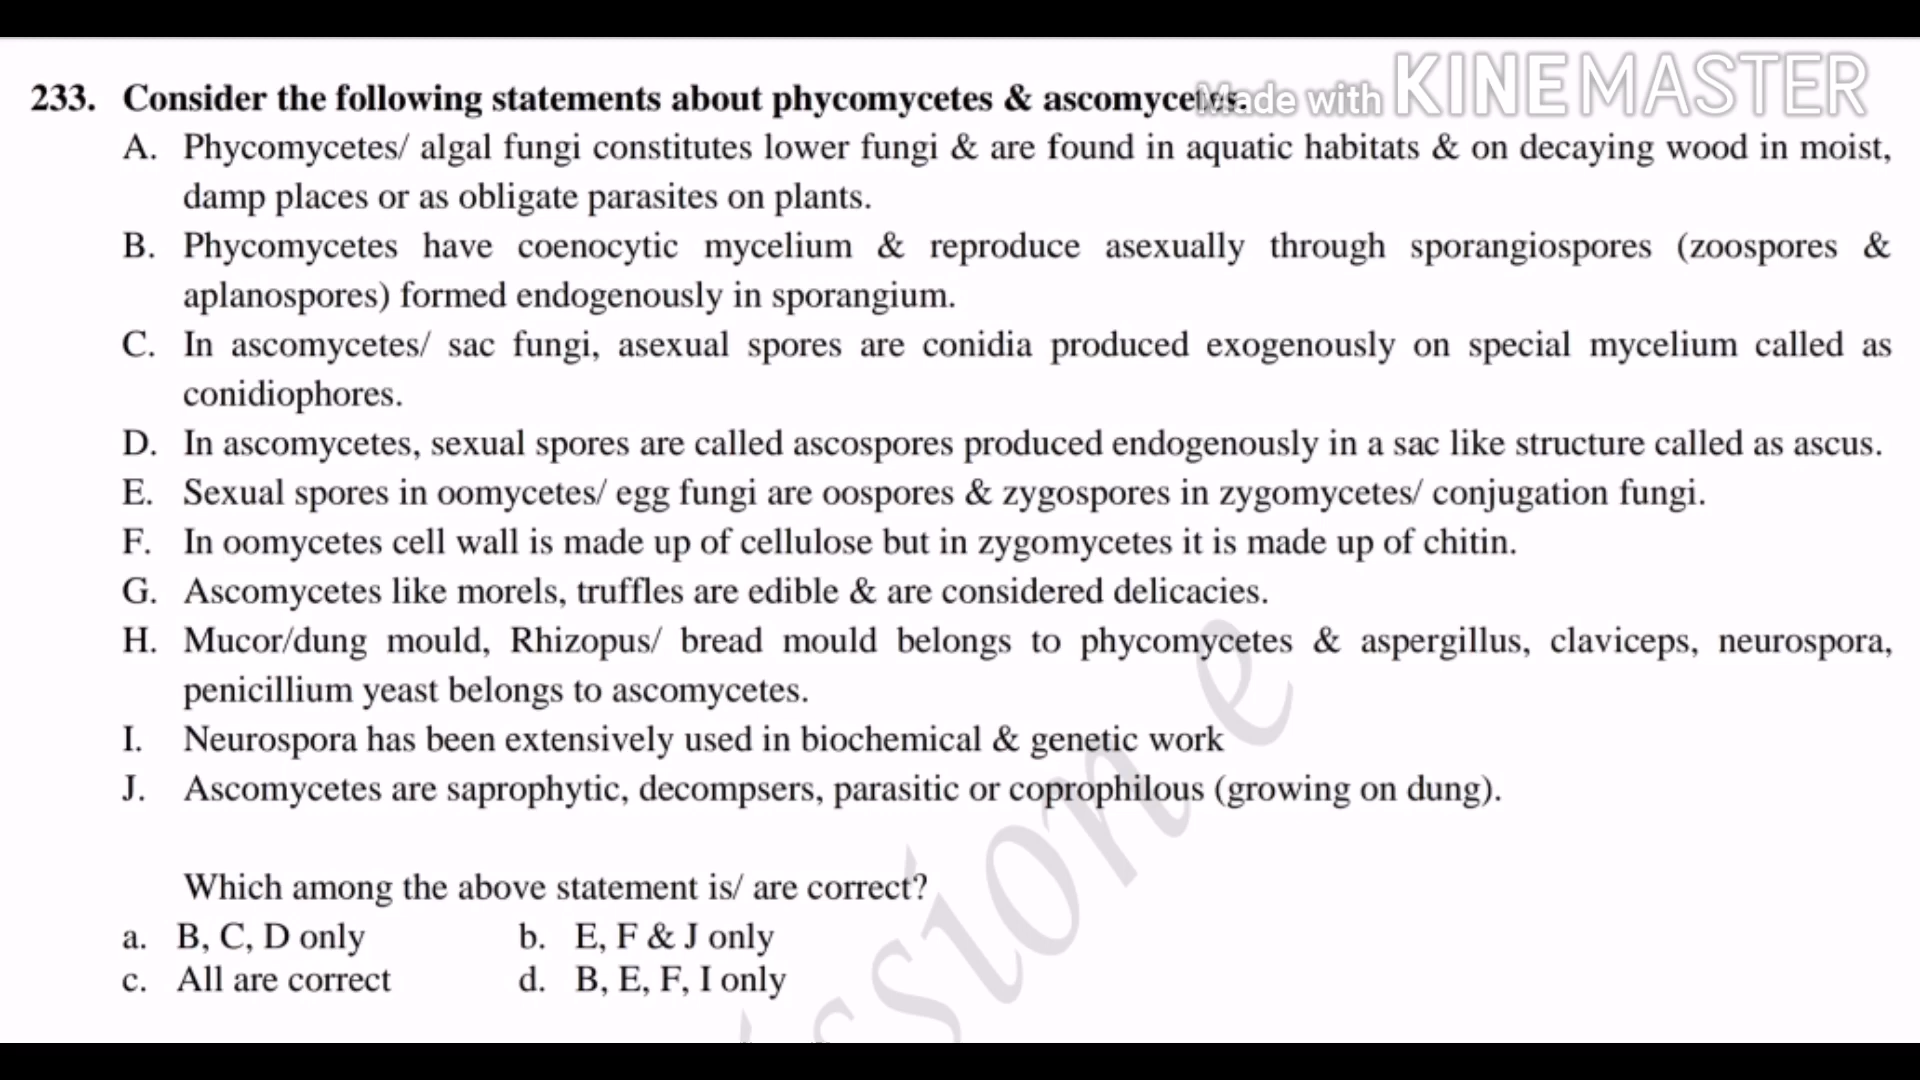 Made with KINEMASTER
233. Consider the following statements about phycomycetes & ascomycetes.
A. Phycomycetes/ algal fungi constitutes lower fungi & are found in aquatic habitats & on decaying wood in moist,
damp places or as obligate parasites on plants.
B. Phycomycetes have coenocytic mycelium & reproduce asexually through sporangiospores (zoospores &
aplanospores) formed endogenously in sporangium.
C. In ascomycetes/ sac fungi, asexual spores are conidia produced exogenously on special mycelium called as
conidiophores.
D. In ascomycetes, sexual spores are called ascospores produced endogenously in a sac like structure called as ascus.
E. Sexual spores in oomycetes/ egg fungi are oospores & zygospores in zygomycetes/ conjugation fungi.
F. In oomycetes cell wall is made up of cellulose but in zygomycetes it is made up of chitin.
G. Ascomycetes like morels, truffles are edible & are considered delicacies.
H. Mucor/dung mould, Rhizopus/ bread mould belongs to phycomycetes & aspergillus, claviceps, neurospora,
penicillium yeast belongs to ascomycetes.
I. Neurospora has been extensively used in biochemical & genetic work
J. Ascomycetes are saprophytic, decompsers, parasitic or coprophilous (growing on dung).
Which among the above statement is/ are correct?
a. B, C, D only b. E, F & J only
c. All are correct d. B, E, F, I only